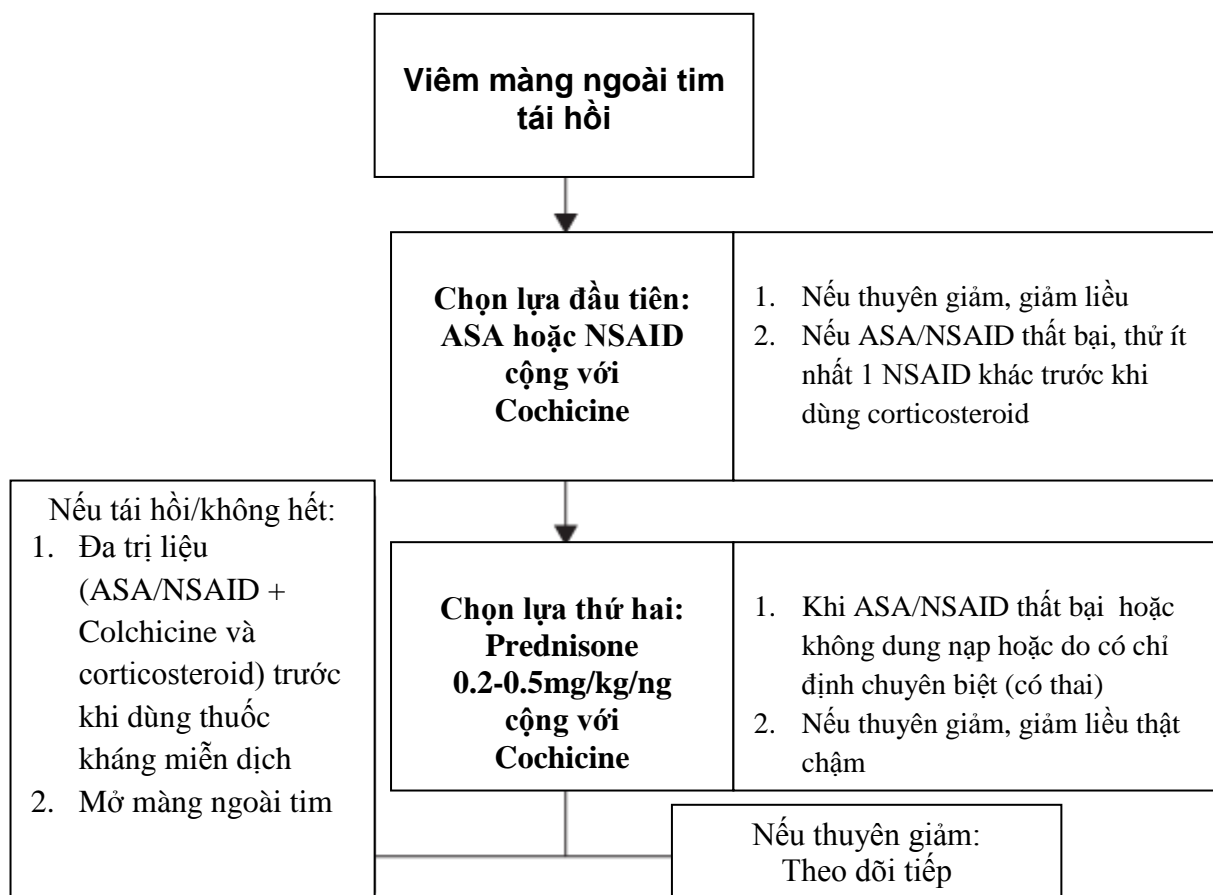 Viêm màng ngoài tim
tái hồi
Chọn lựa đầu tiên:
ASA hoặc NSAID
cộng với
Cochicine
1. Nếu thuyên giảm, giảm liều
2. Nếu ASA/NSAID thất bại, thử ít
nhất 1 NSAID khác trước khi
dùng corticosteroid
Nếu tái hồi/không hết:
1. Đa trị liệu
(ASA/NSAID +
Colchicine và
corticosteroid) trước
khi dùng thuốc
kháng miễn dịch
2. Mở màng ngoài tim
Chọn lựa thứ hai:
Prednisone
0.2-0.5mg/kg/ng
cộng với
Cochicine
1. Khi ASA/NSAID thất bại hoặc
không dung nạp hoặc do có chỉ
định chuyên biệt (có thai)
2. Nếu thuyên giảm, giảm liều thật
chậm
Nếu thuyên giảm:
Theo dõi tiếp